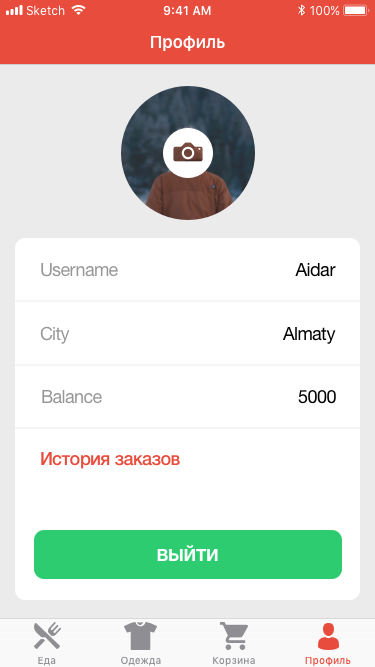 Sketch 9:41 AM 100%
Профиль
Username Aidar
City Almaty
Balance 5000
История заказов
ВЫЙТИ
Еда Одежда Корзина Профиль